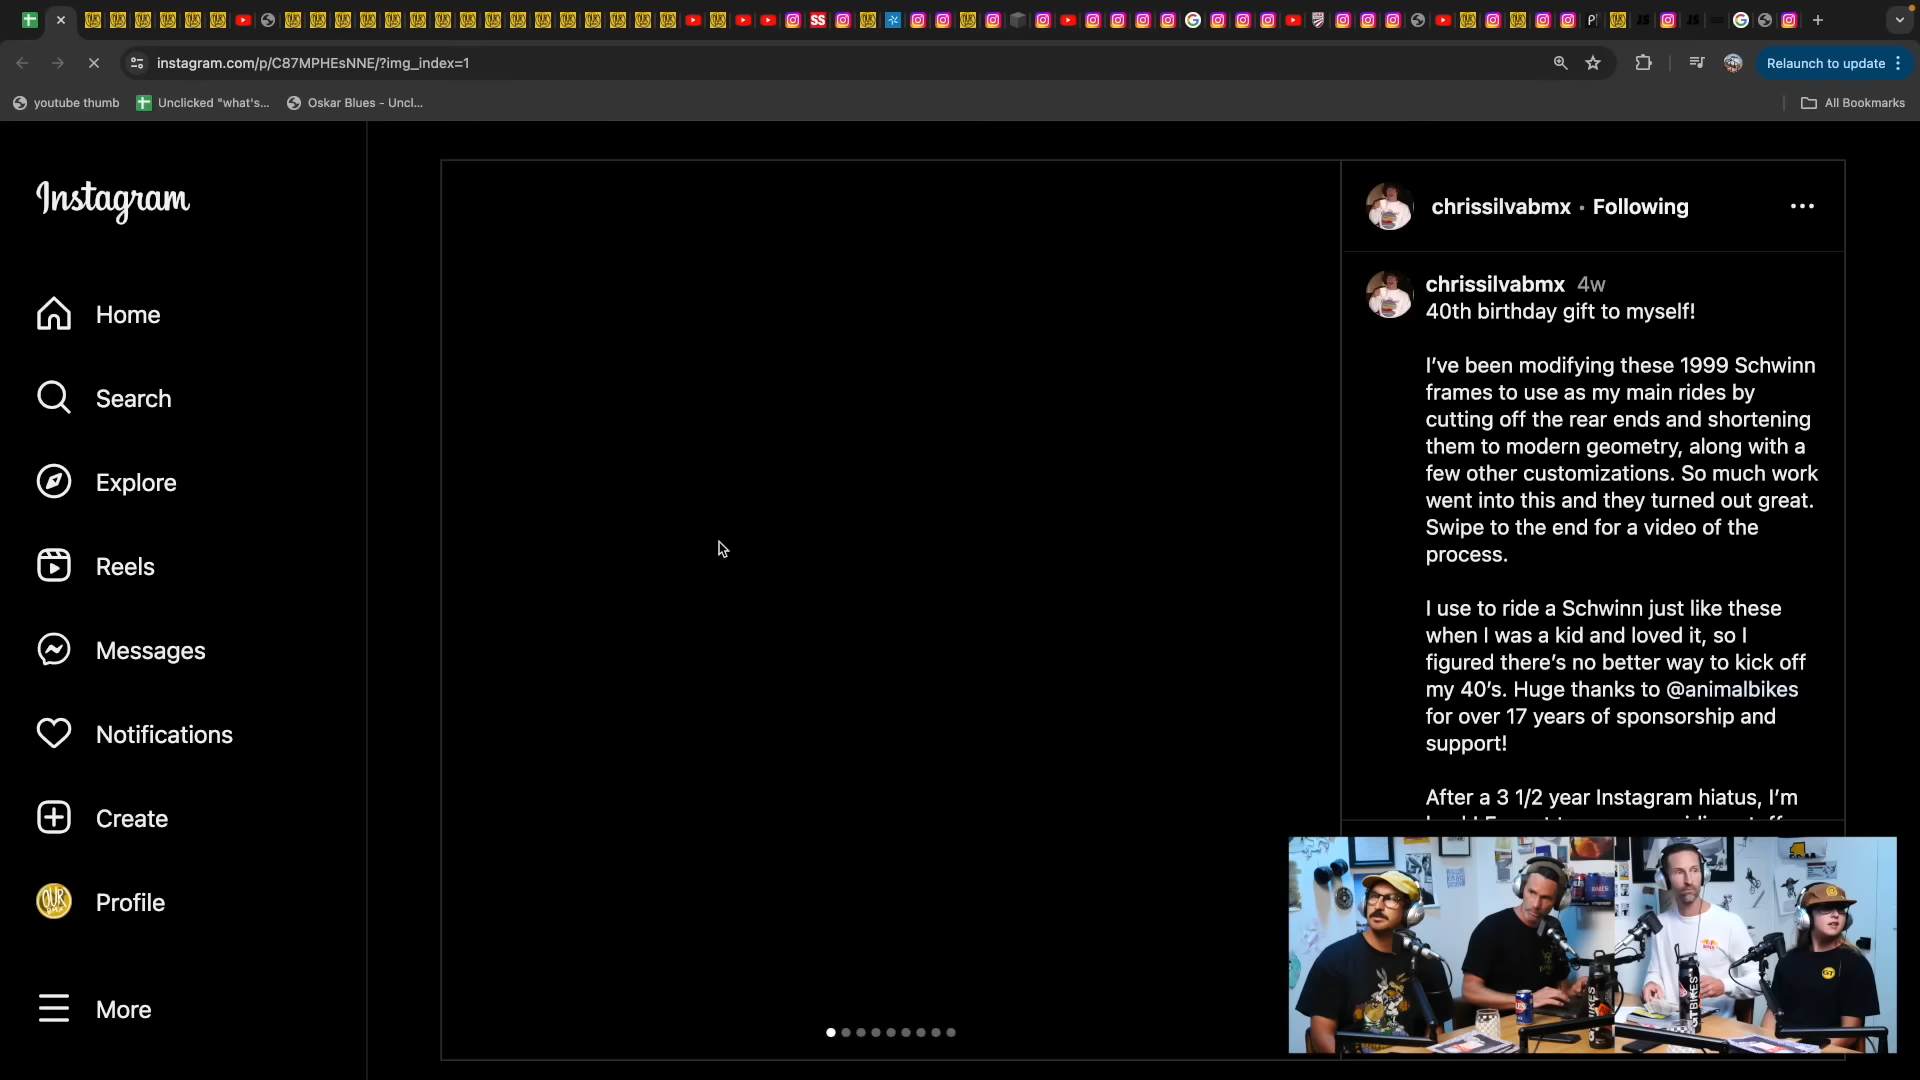 instagram.com/p/C87MPHEsNNE/?img_index=1
Relaunch to update
youtube thumb
Unclicked "what's...
Oskar Blues - Uncl...
All Bookmarks
Instagram
Home
Search
Explore
Reels
Messages
Notifications
Create
Profile
More
chrissilvabmx • Following
chrissilvabmx 4w
40th birthday gift to myself!
I've been modifying these 1999 Schwinn
frames to use as my main rides by
cutting off the rear ends and shortening
them to modern geometry, along with a
few other customizations. So much work
went into this and they turned out great.
Swipe to the end for a video of the
process.
I use to ride a Schwinn just like these
when I was a kid and loved it, so I
figured there's no better way to kick off
my 40's. Huge thanks to @animalbikes
for over 17 years of sponsorship and
support!
After a 3 1/2 year Instagram hiatus, I'm
GT BIKES
GT